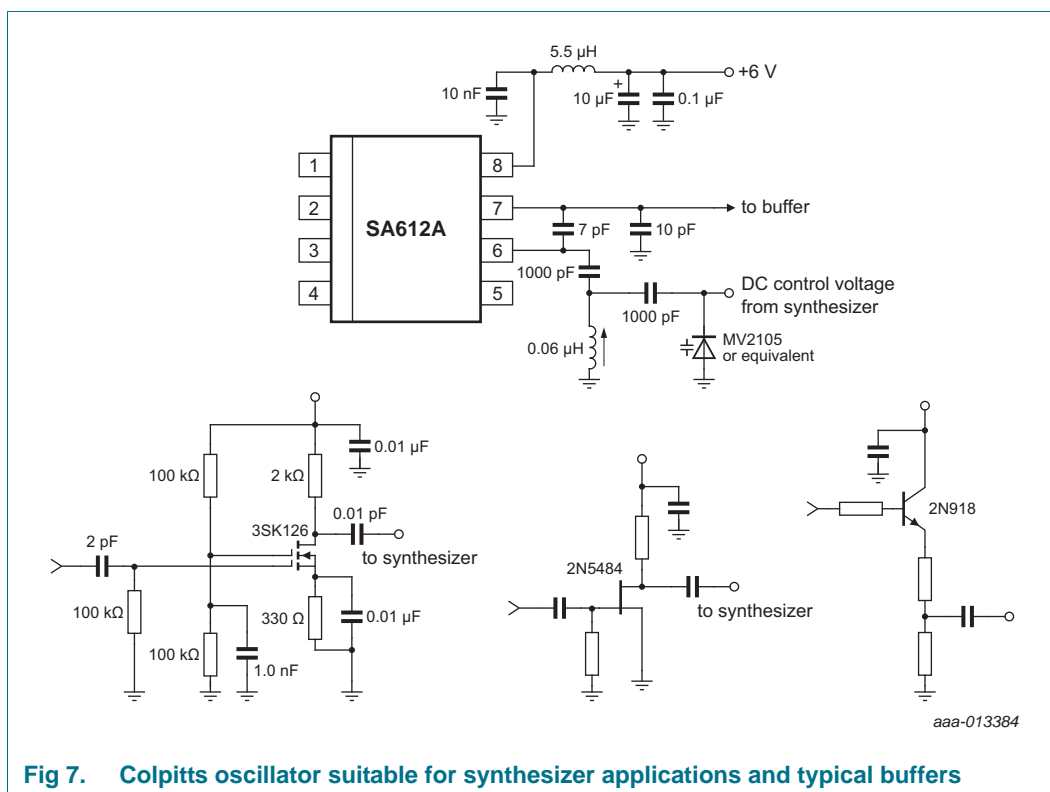 5.5 µH
+6 V
10 nF
+
10 µF
0.1 µF
1
8
2
7
to buffer
SA612A
7 pF
10 pF
3
6
1000 pF
DC control voltage
from synthesizer
4
5
1000 pF
0.06 µH
MV2105
or equivalent
0.01 µF
100 kΩ
2 kΩ
0.01 pF
3SK126
to synthesizer
2 pF
100 kΩ
330 Ω
0.01 µF
100 kΩ
1.0 nF
2N5484
to synthesizer
2N918
aaa-013384
Fig 7. Colpitts oscillator suitable for synthesizer applications and typical buffers